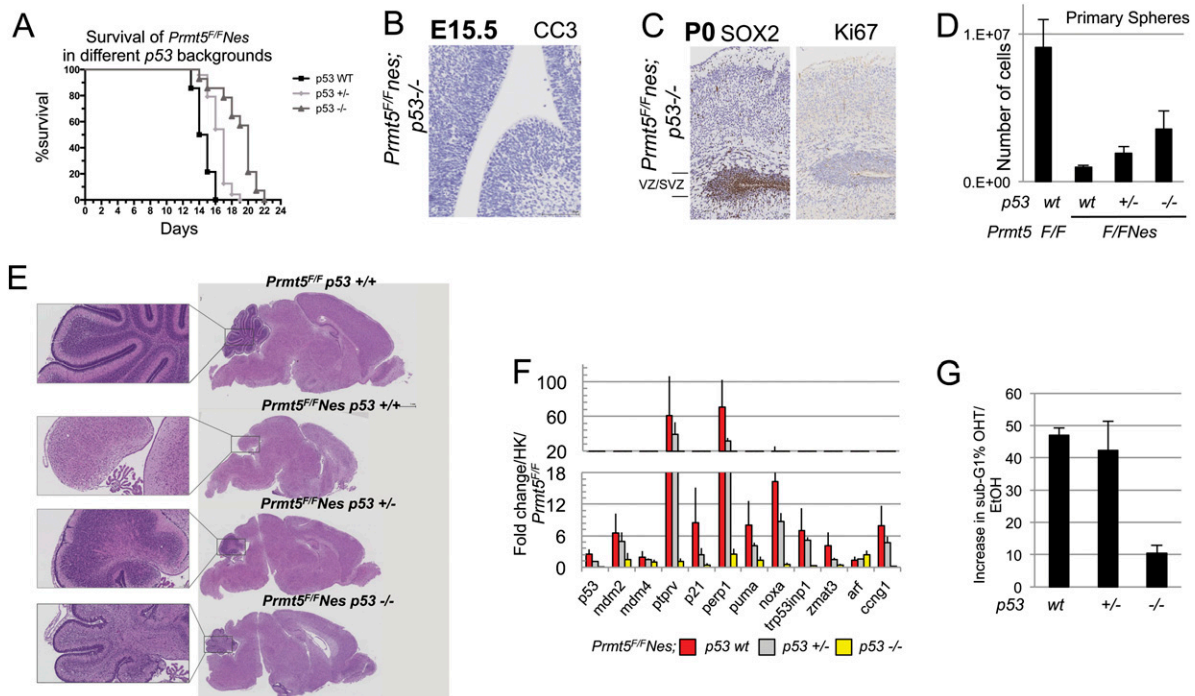 A
Survival of Prmt5F/FNes
in different p53 backgrounds
%survival
100
80
60
40
20
0
0 2 4 6 8 10 12 14 16 18 20 22 24
Days
p53 WT
p53 +/-
p53 -/-
B
E15.5 CC3
Prmt5F/Fnes;
p53-/-
C
P0 SOX2 Ki67
Prmt5F/Fnes;
p53-/-
VZ/SVZ
D
Primary Spheres
Number of cells
1.E+07
0.E+00
p53 wt wt +/- -/-
Prmt5 F/F F/FNes
E
Prmt5F/F p53 +/+
Prmt5F/FNes p53 +/+
Prmt5F/FNes p53 +/-
Prmt5F/FNes p53 -/-
F
Fold change/HK/
Prmt5F/F
100
60
20
18
12
6
0
p53 mdm2 mdm4 ptprv p21 perp1 puma noxa trp53inp1 zmat3 arf ccng1
Prmt5F/FNes; p53 wt p53 +/- p53 -/-
G
Increase in sub-G1% OHT/
EtOH
60
50
40
30
20
10
0
p53 wt +/- -/-